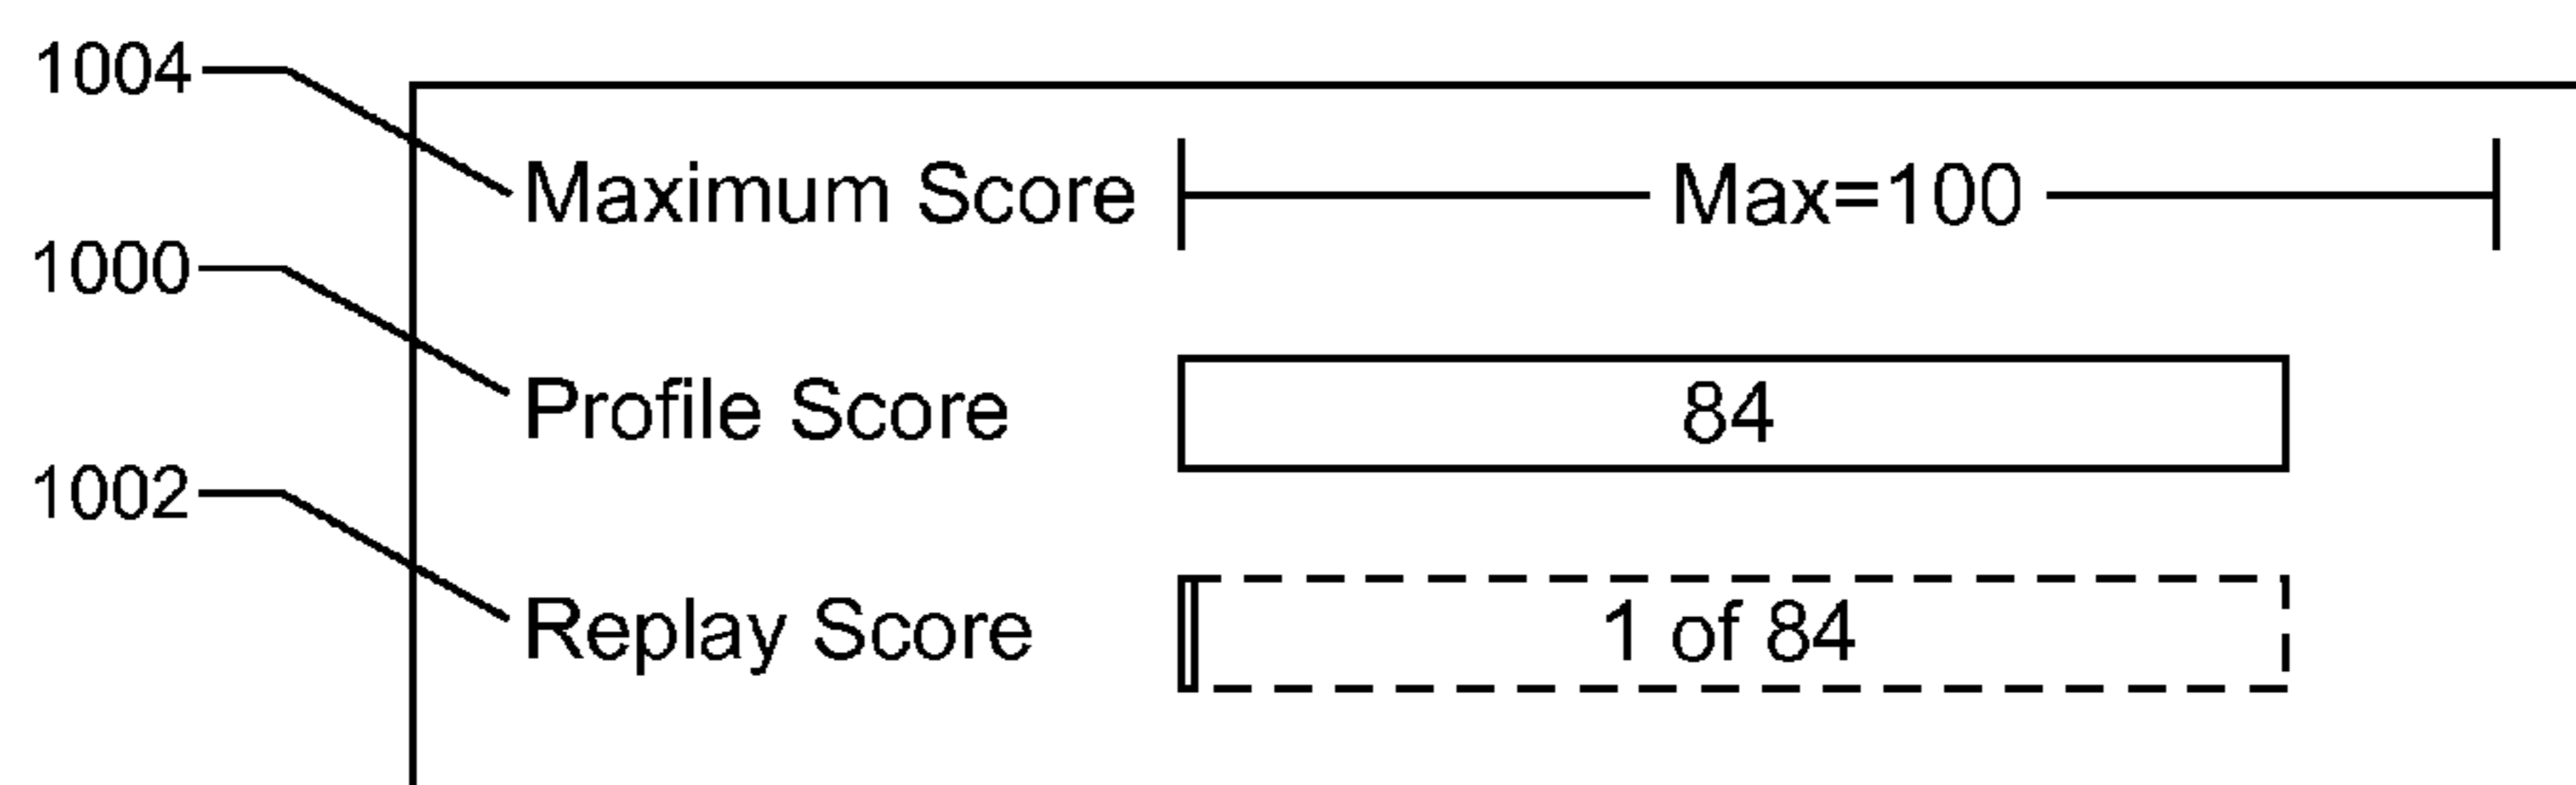 1004
Maximum Score Max=100
1000
Profile Score 84
1002
Replay Score 1 of 84